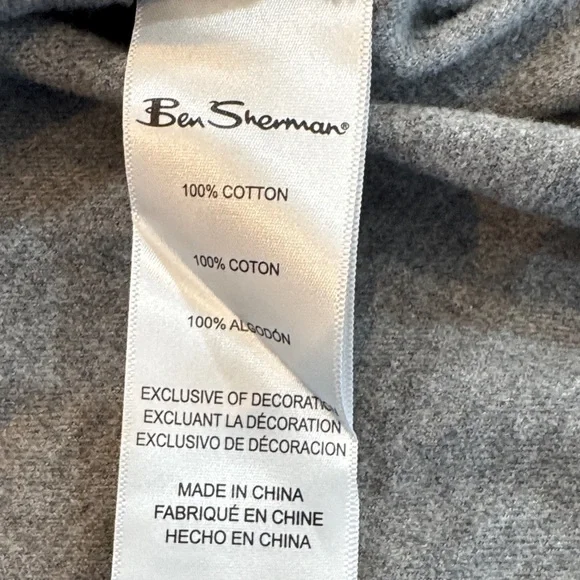 Ben Sherman®
100% COTTON
100% COTON
100% ALGODÓN
EXCLUSIVE OF DECORATION
EXCLUANT LA DÉCORATION
EXCLUSIVO DE DÉCORACION
MADE IN CHINA
FABRIQUÉ EN CHINE
HECHO EN CHINA